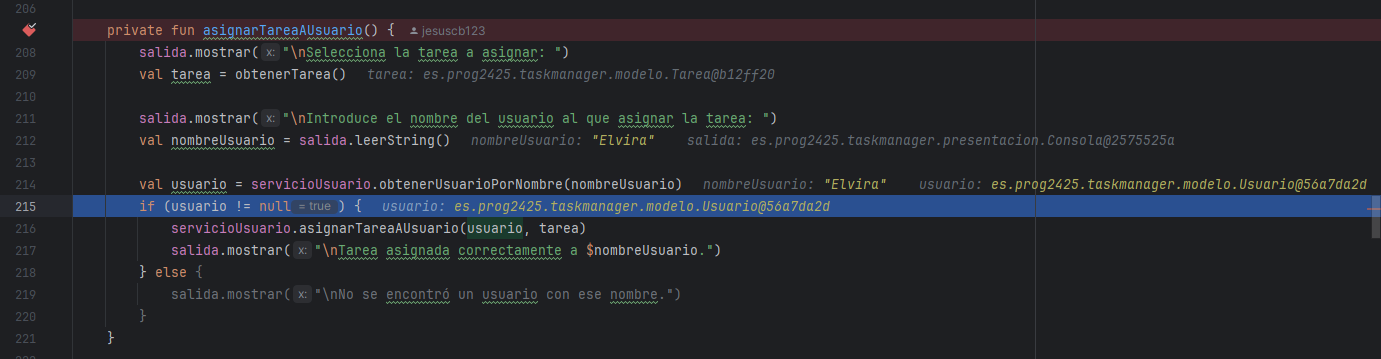 206
private fun asignarTareaAUsuario() { jesuscb123
208 salida.mostrar( x: "\nSelecciona la tarea a asignar: ")
209 val tarea = obtenerTarea() tarea: es.prog2425.taskmanager.modelo.Tarea@b12ff20
210
211 salida.mostrar( x: "\nIntroduce el nombre del usuario al que asignar la tarea: ")
212 val nombreUsuario = salida.leerString() nombreUsuario: "Elvira" salida: es.prog2425.taskmanager.presentacion.Consola@2575525a
213
214 val usuario = servicioUsuario.obtenerUsuarioPorNombre(nombreUsuario) nombreUsuario: "Elvira" usuario: es.prog2425.taskmanager.modelo.Usuario@56a7da2d
215 if (usuario != null = true ) { usuario: es.prog2425.taskmanager.modelo.Usuario@56a7da2d
216 servicioUsuario.asignarTareaAUsuario(usuario, tarea)
217 salida.mostrar( x: "\nTarea asignada correctamente a $nombreUsuario.")
218 } else {
219 salida.mostrar( x: "\nNo se encontró un usuario con ese nombre.")
220 }
221 }